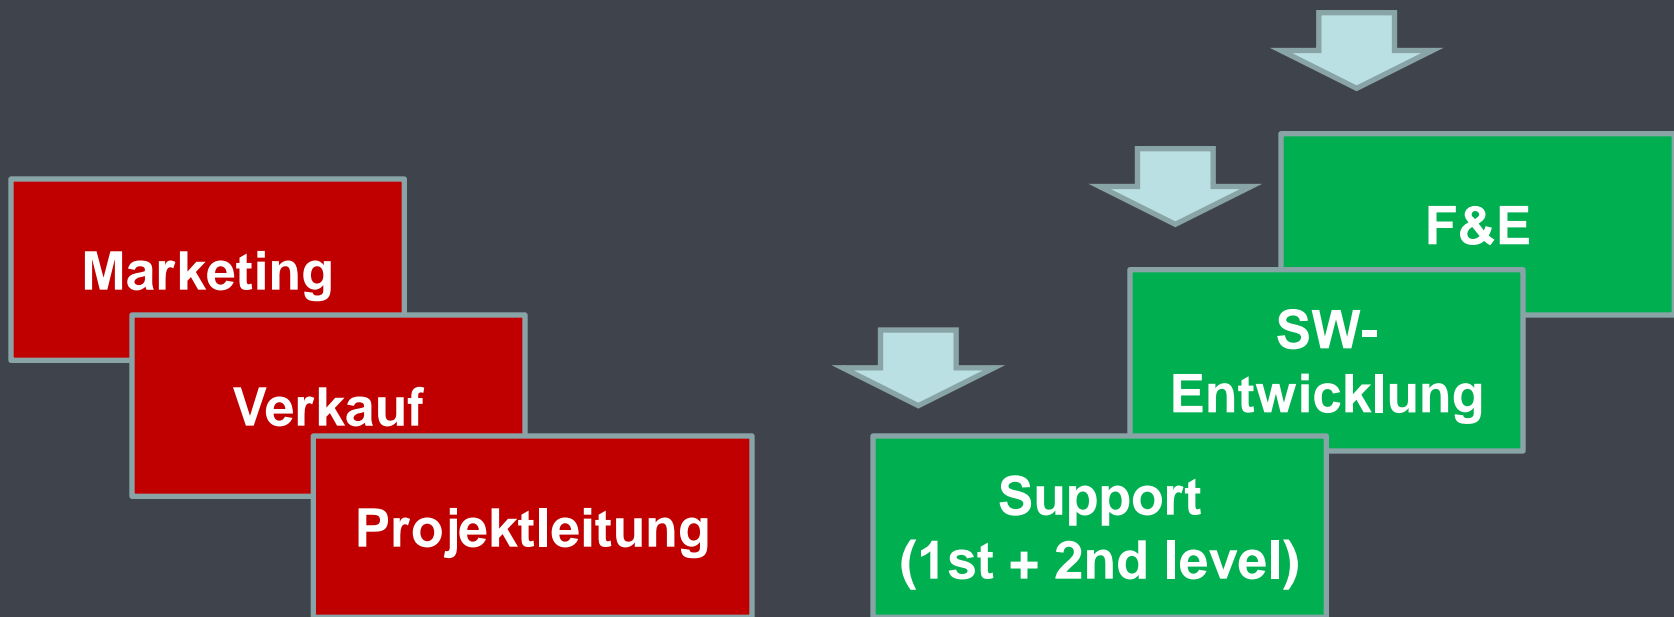 Marketing
Verkauf
Projektleitung
F&E
SW-
Entwicklung
Support
(1st + 2nd level)